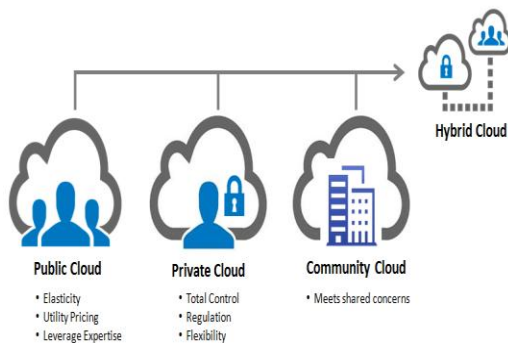 Hybrid Cloud
Public Cloud
• Elasticity
• Utility Pricing
• Leverage Expertise
Private Cloud
• Total Control
• Regulation
• Flexibility
Community Cloud
• Meets shared concerns